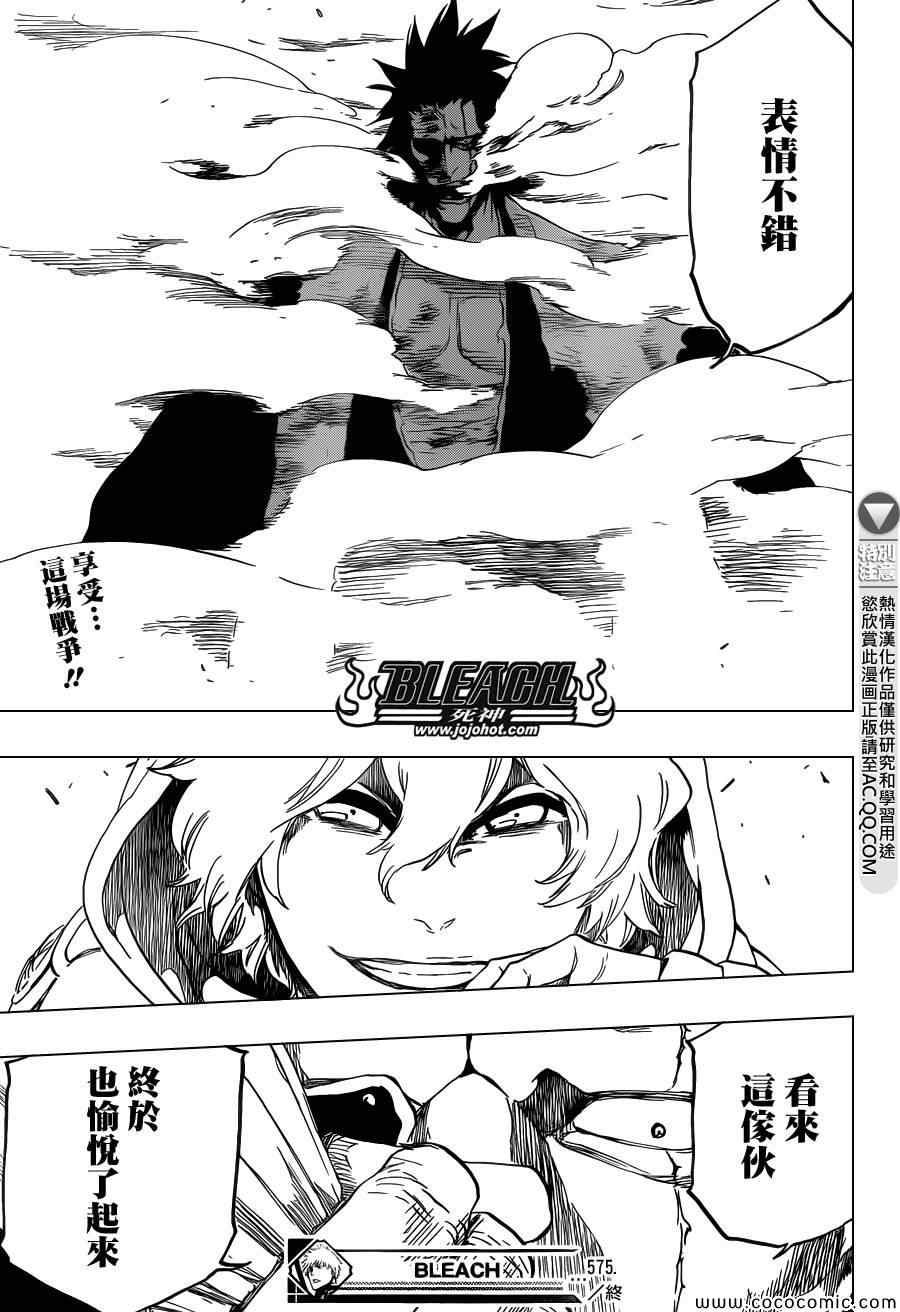 表情不錯
享受…
這場戰爭!!
BLEACH
死神
www.jojohot.com
特別
注意
熱情漢化作品僅供研究和學習用途
慾欣賞此漫画正版請至AC.QQ.COM
看來
這傢伙
終於
也愉悅了起來
BLEACH
575.
終
www.cococomic.com